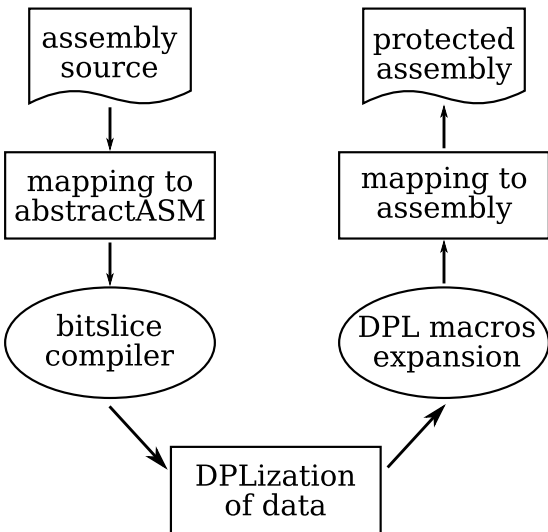 assembly
source
mapping to
abstractASM
bitslice
compiler
DPLization
of data
DPL macros
expansion
mapping to
assembly
protected
assembly